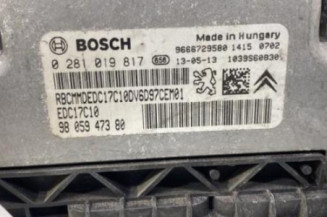 BOSCH
Made in Hungary
9666729580 1415 0702
0 281 019 817 B58 13-05-13 1039S60830
RBCMMDEDC17C10DV6D97CEM01
EDC17C10
98 059 473 80